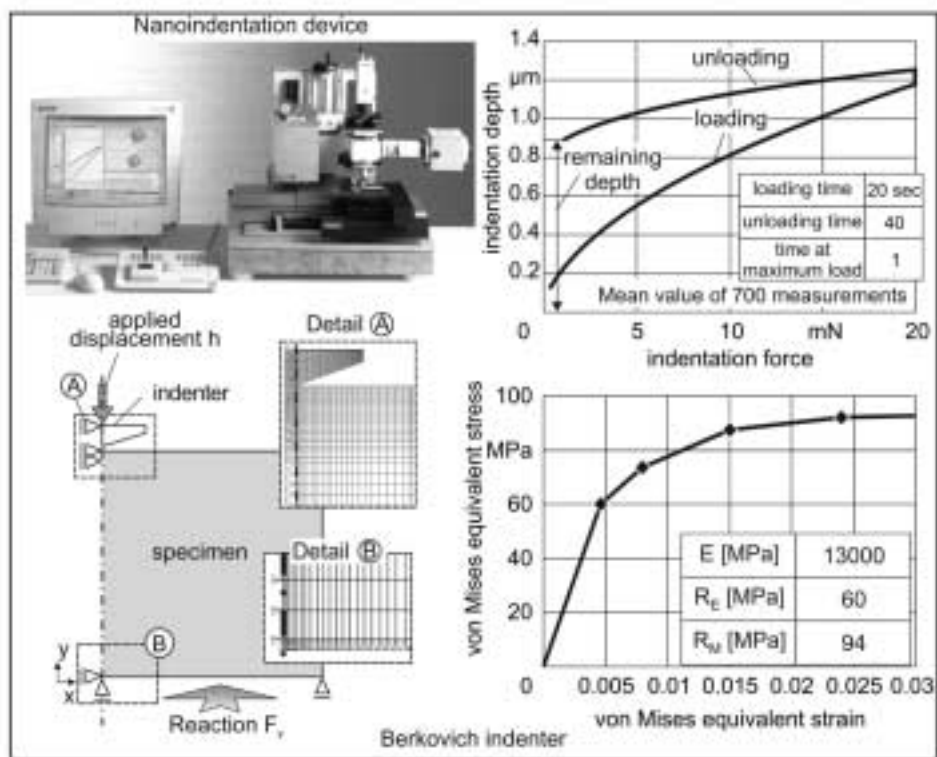 Nanoindentation device
1.4
μm
1.0
0.8
0.6
0.4
0.2
indentation depth
unloading
loading
remaining
depth
loading time 20 sec
unloading time 40
time at
maximum load 1
Mean value of 700 measurements
0 5 10 mN 20
indentation force
applied
displacement h
A
indenter
Detail A
specimen
Detail B
B
y
x
Reaction Fᵥ
100
MPa
60
40
20
von Mises equivalent stress
E [MPa] 13000
R_E [MPa] 60
R_M [MPa] 94
0 0.005 0.01 0.015 0.02 0.025 0.03
von Mises equivalent strain
Berkovich indenter